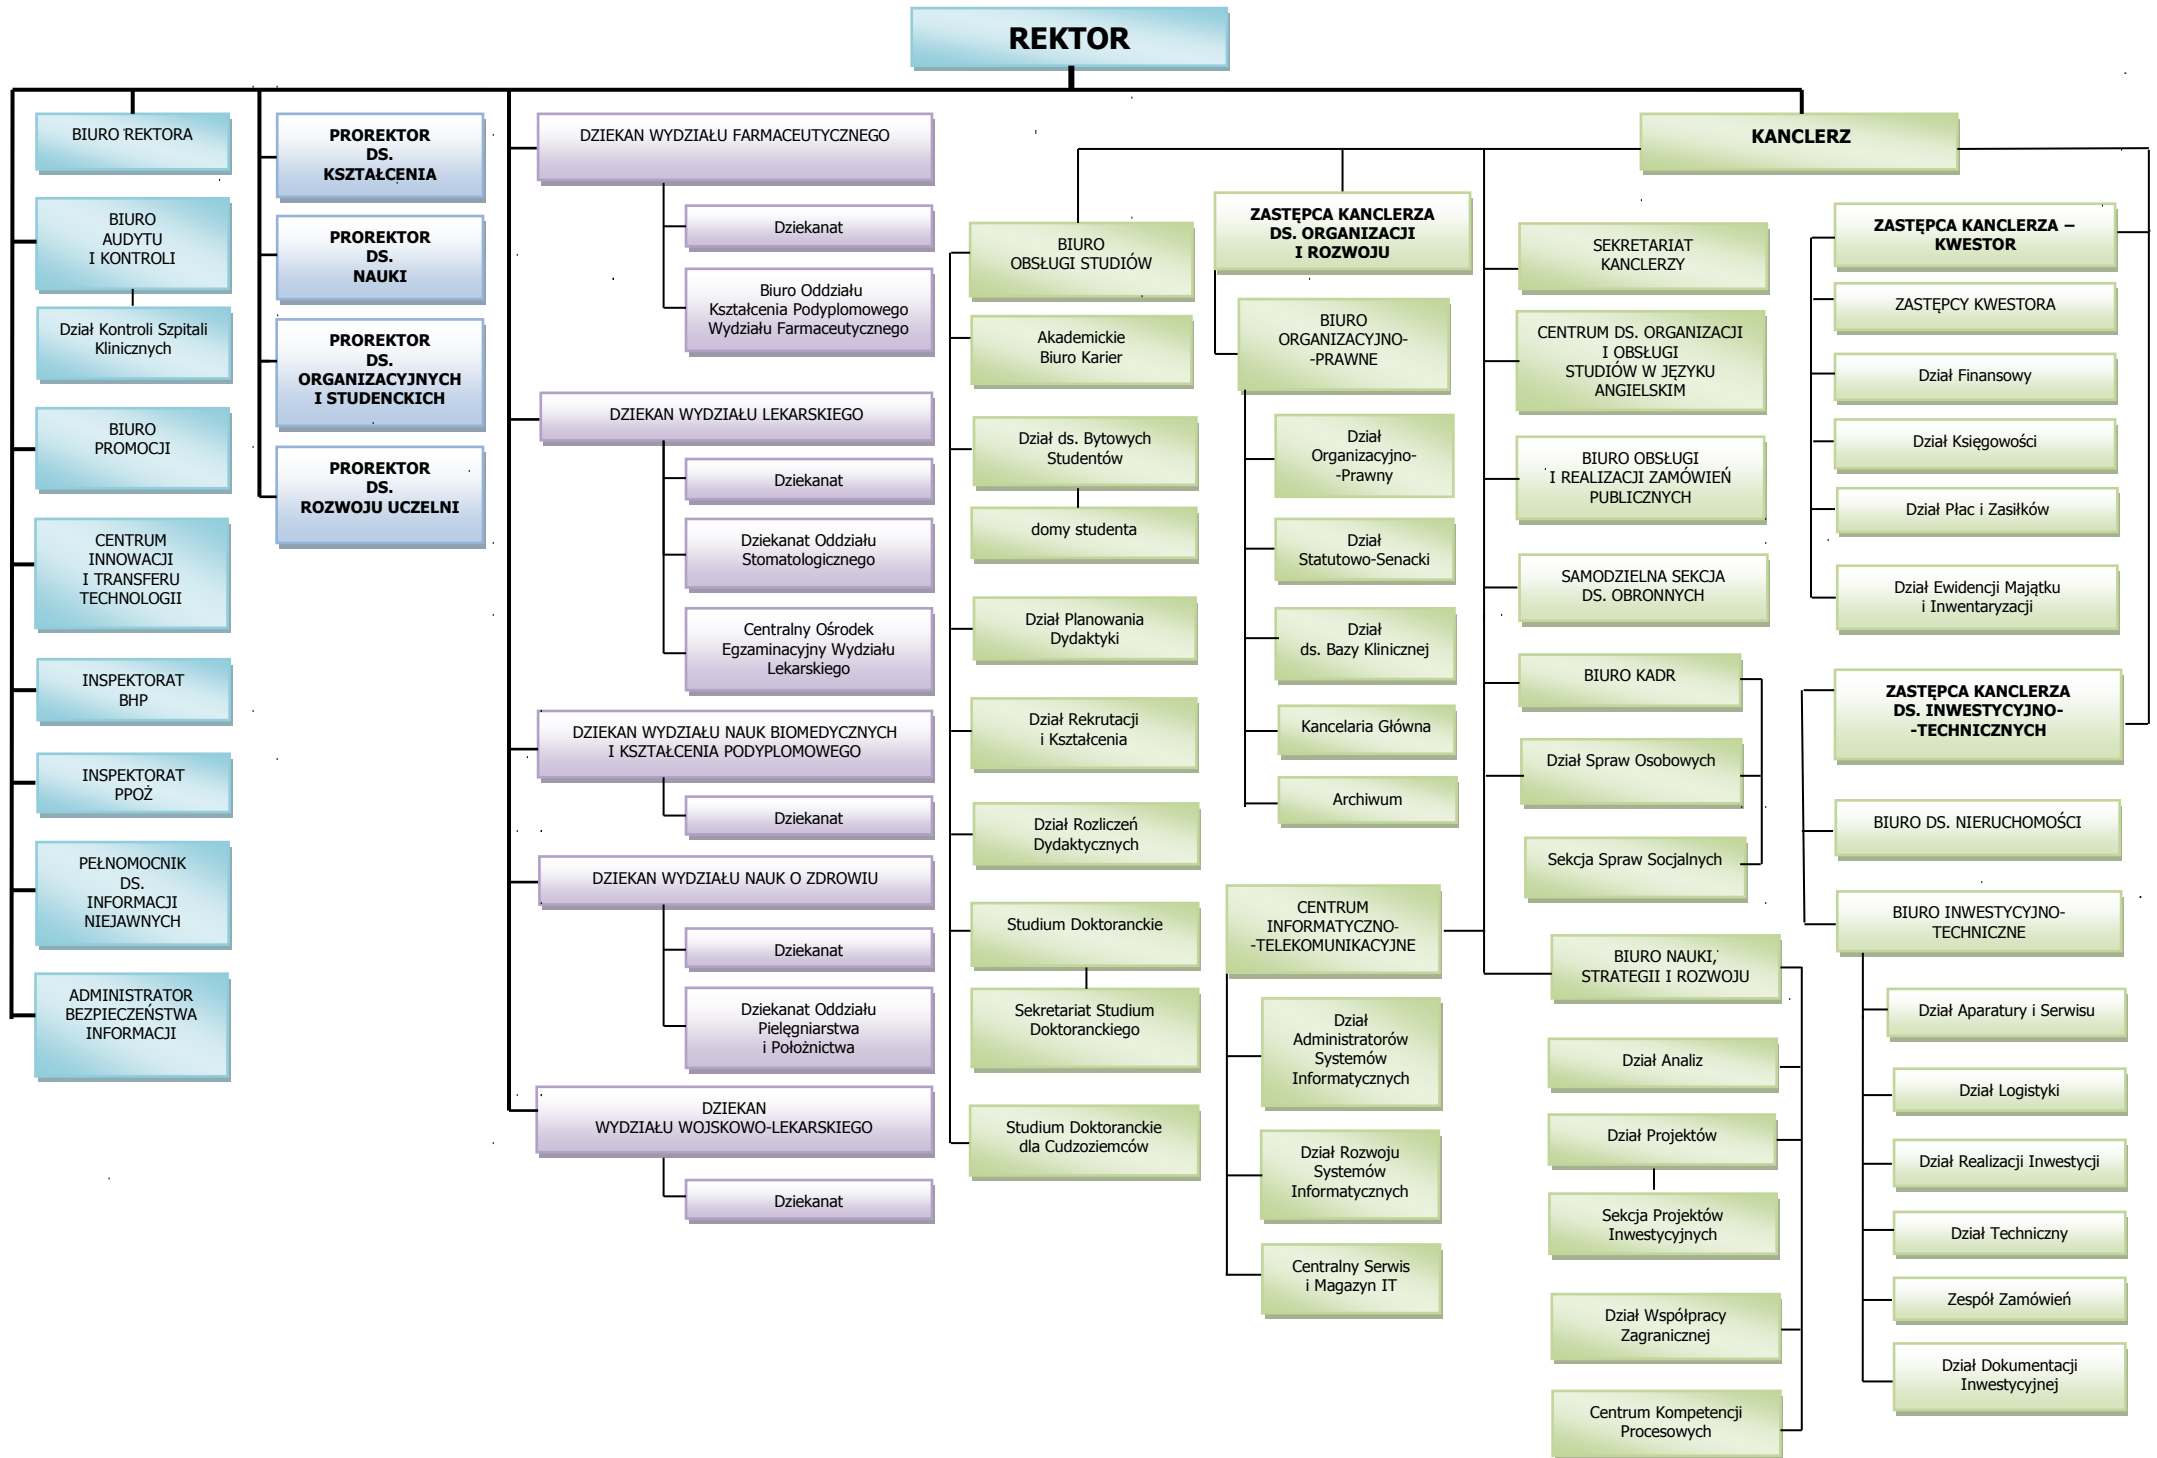 REKTOR
BIURO REKTORA
BIURO
AUDYTU
I KONTROLI
Dział Kontroli Szpitali
Klinicznych
BIURO
PROMOCJI
CENTRUM
INNOWACJI
I TRANSFERU
TECHNOLOGII
INSPEKTORAT
BHP
INSPEKTORAT
PPOŻ
PEŁNOMOCNIK
DS.
INFORMACJI
NIEJAWNYCH
ADMINISTRATOR
BEZPIECZEŃSTWA
INFORMACJI
PROREKTOR
DS.
KSZTAŁCENIA
PROREKTOR
DS.
NAUKI
PROREKTOR
DS.
ORGANIZACYJNYCH
I STUDENCKICH
PROREKTOR
DS.
ROZWOJU UCZELNI
DZIEKAN WYDZIAŁU FARMACEUTYCZNEGO
Dziekanat
Biuro Oddziału
Kształcenia Podyplomowego
Wydziału Farmaceutycznego
DZIEKAN WYDZIAŁU LEKARSKIEGO
Dziekanat
Dziekanat Oddziału
Stomatologicznego
Centralny Ośrodek
Egzaminacyjny Wydziału
Lekarskiego
DZIEKAN WYDZIAŁU NAUK BIOMEDYCZNYCH
I KSZTAŁCENIA PODYPLOMOWEGO
Dziekanat
DZIEKAN WYDZIAŁU NAUK O ZDROWIU
Dziekanat
Dziekanat Oddziału
Pielęgniarstwa
i Położnictwa
DZIEKAN
WYDZIAŁU WOJSKOWO-LEKARSKIEGO
Dziekanat
KANCLERZ
BIURO
OBSŁUGI STUDIÓW
Akademickie
Biuro Karier
Dział ds. Bytowych
Studentów
domy studenta
Dział Planowania
Dydaktyki
Dział Rekrutacji
i Kształcenia
Dział Rozliczeń
Dydaktycznych
Studium Doktoranckie
Sekretariat Studium
Doktoranckiego
Studium Doktoranckie
dla Cudzoziemców
ZASTĘPCA KANCLERZA
DS. ORGANIZACJI
I ROZWOJU
BIURO
ORGANIZACYJNO-
-PRAWNE
Dział
Organizacyjno-
-Prawny
Dział
Statutowo-Senacki
Dział
ds. Bazy Klinicznej
Kancelaria Główna
Archiwum
CENTRUM
INFORMATYCZNO-
-TELEKOMUNIKACYJNE
Dział
Administratorów
Systemów
Informatycznych
Dział Rozwoju
Systemów
Informatycznych
Centralny Serwis
i Magazyn IT
SEKRETARIAT
KANCLERZY
CENTRUM DS. ORGANIZACJI
I OBSŁUGI
STUDIÓW W JĘZYKU
ANGIELSKIM
BIURO OBSŁUGI
I REALIZACJI ZAMÓWIEŃ
PUBLICZNYCH
SAMODZIELNA SEKCJA
DS. OBRONNYCH
BIURO KADR
Dział Spraw Osobowych
Sekcja Spraw Socjalnych
BIURO NAUKI,
STRATEGII I ROZWOJU
Dział Analiz
Dział Projektów
Sekcja Projektów
Inwestycyjnych
Dział Współpracy
Zagranicznej
Centrum Kompetencji
Procesowych
ZASTĘPCA KANCLERZA –
KWESTOR
ZASTĘPCY KWESTORA
Dział Finansowy
Dział Księgowości
Dział Płac i Zasiłków
Dział Ewidencji Majątku
i Inwentaryzacji
ZASTĘPCA KANCLERZA
DS. INWESTYCYJNO-
-TECHNICZNYCH
BIURO DS. NIERUCHOMOŚCI
BIURO INWESTYCYJNO-
TECHNICZNE
Dział Aparatury i Serwisu
Dział Logistyki
Dział Realizacji Inwestycji
Dział Techniczny
Zespół Zamówień
Dział Dokumentacji
Inwestycyjnej